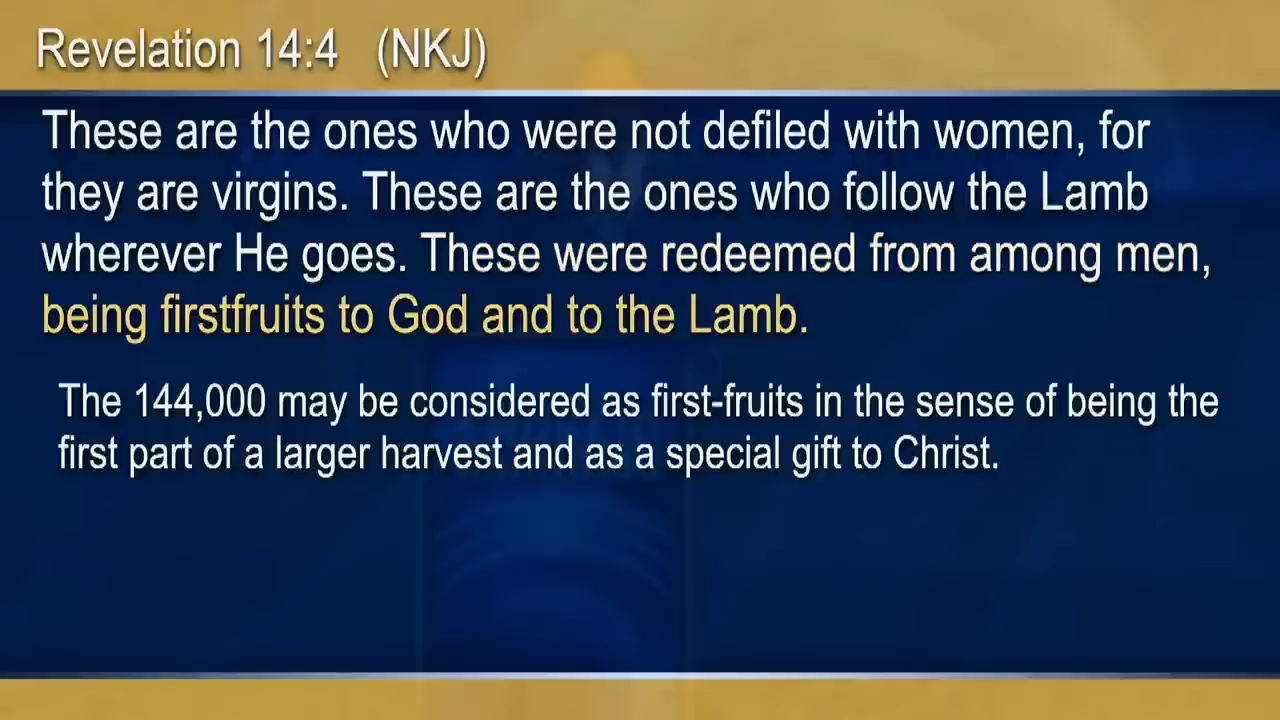 Revelation 14:4 (NKJ)
These are the ones who were not defiled with women, for
they are virgins. These are the ones who follow the Lamb
wherever He goes. These were redeemed from among men,
being firstfruits to God and to the Lamb.
The 144,000 may be considered as first-fruits in the sense of being the
first part of a larger harvest and as a special gift to Christ.